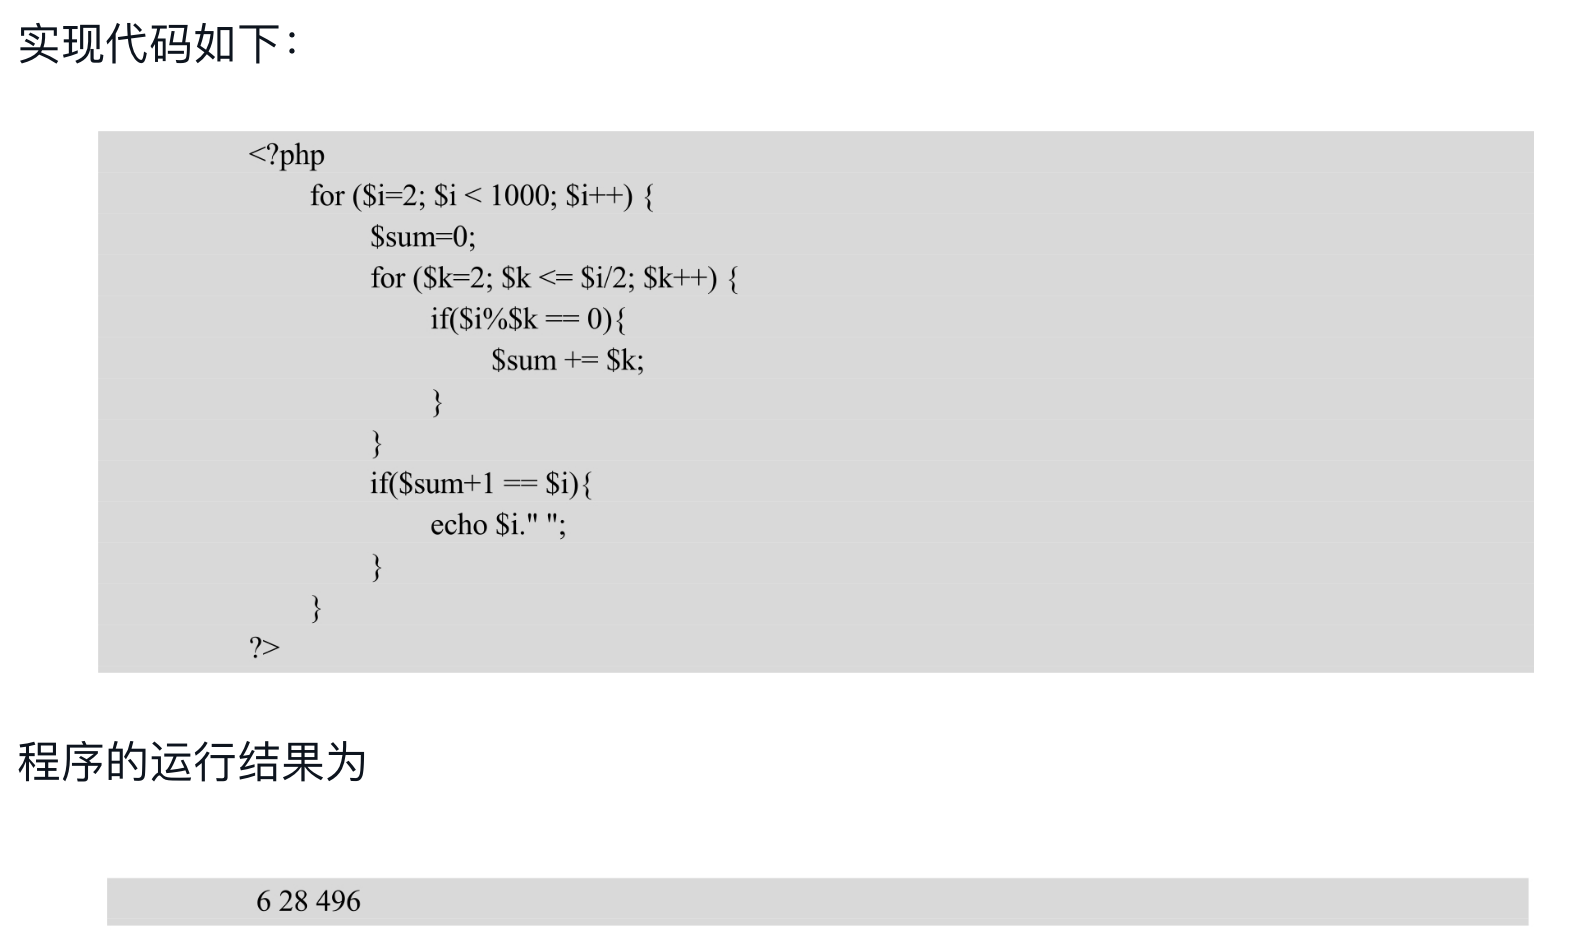 实现代码如下：
<?php
for ($i=2; $i < 1000; $i++) {
$sum=0;
for ($k=2; $k <= $i/2; $k++) {
if($i%$k == 0){
$sum += $k;
}
}
if($sum+1 == $i){
echo $i." ";
}
}
?>
程序的运行结果为
6 28 496